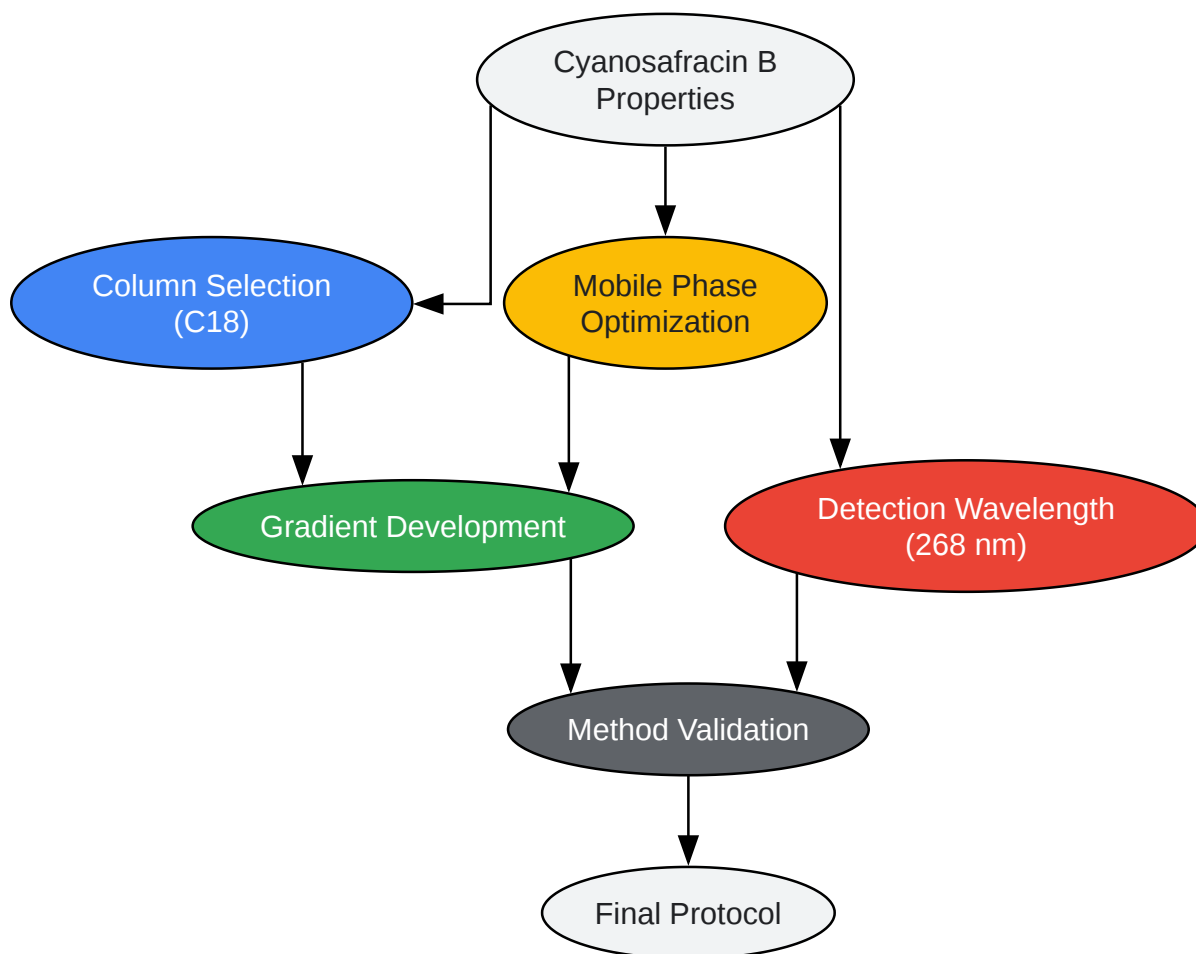 Cyanosafracin B
Properties
Column Selection
(C18)
Mobile Phase
Optimization
Gradient Development
Detection Wavelength
(268 nm)
Method Validation
Final Protocol